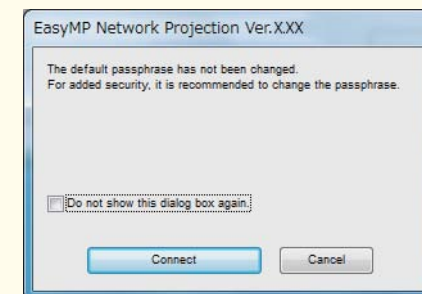 EasyMP Network Projection Ver.X.XX
The default passphrase has not been changed.
For added security, it is recommended to change the passphrase.
Do not show this dialog box again.
Connect
Cancel